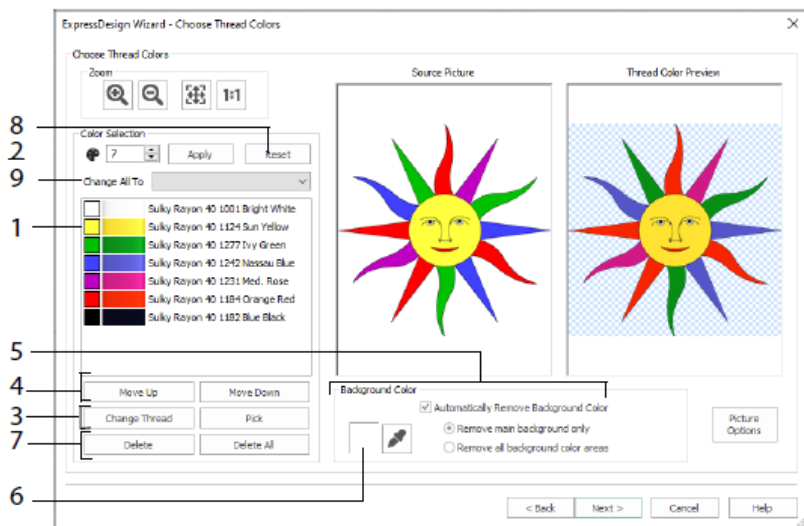 ExpressDesign Wizard - Choose Thread Colors
Choose Thread Colors
Zoom
1:1
Source Picture
Thread Color Preview
8
Color Selection
2
7
Apply
Reset
9
Change All To
1
Sulky Rayon 40 1001 Bright White
Sulky Rayon 40 1124 Sun Yellow
Sulky Rayon 40 1277 Ivy Green
Sulky Rayon 40 1242 Nassau Blue
Sulky Rayon 40 1231 Med. Rose
Sulky Rayon 40 1184 Orange Red
Sulky Rayon 40 1182 Blue Black
5
4
Move Up
Move Down
3
Change Thread
Pick
7
Delete
Delete All
Background Color
Automatically Remove Background Color
Remove main background only
Remove all background color areas
Picture
Options
6
< Back
Next >
Cancel
Help